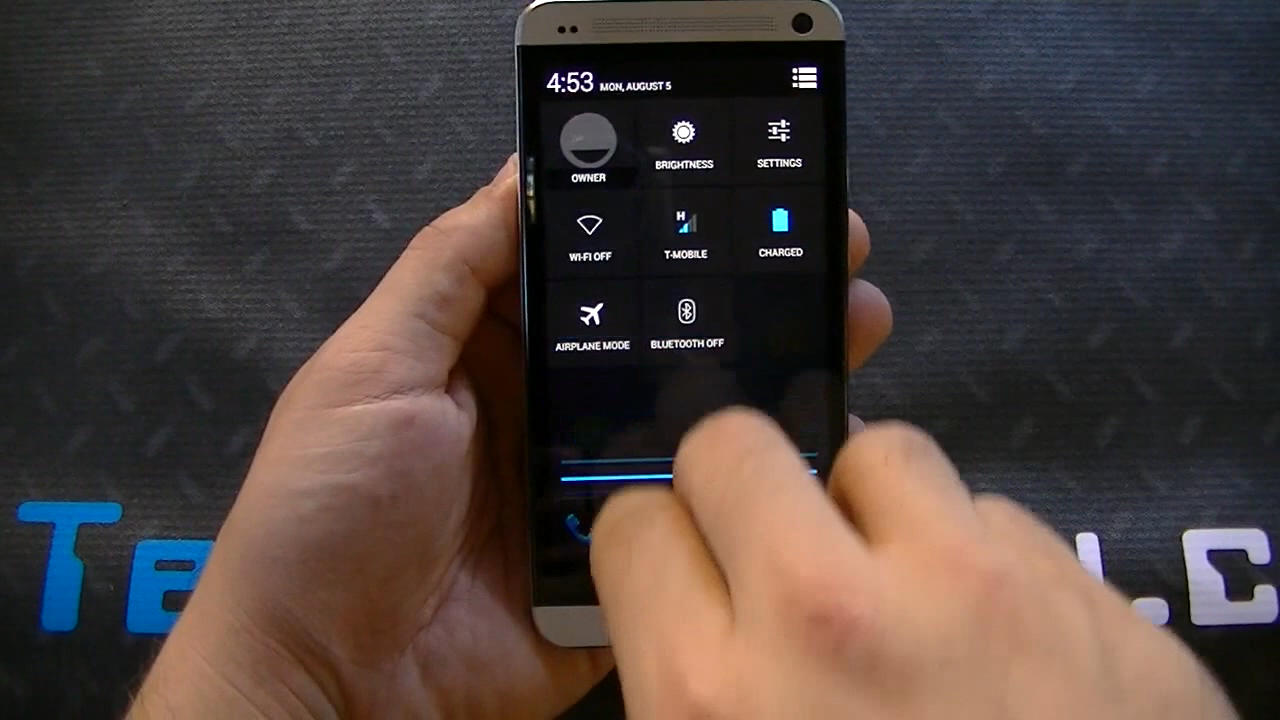 4:53 MON, AUGUST 5
OWNER
BRIGHTNESS
SETTINGS
WI-FI OFF
H
T-MOBILE
CHARGED
AIRPLANE MODE
BLUETOOTH OFF